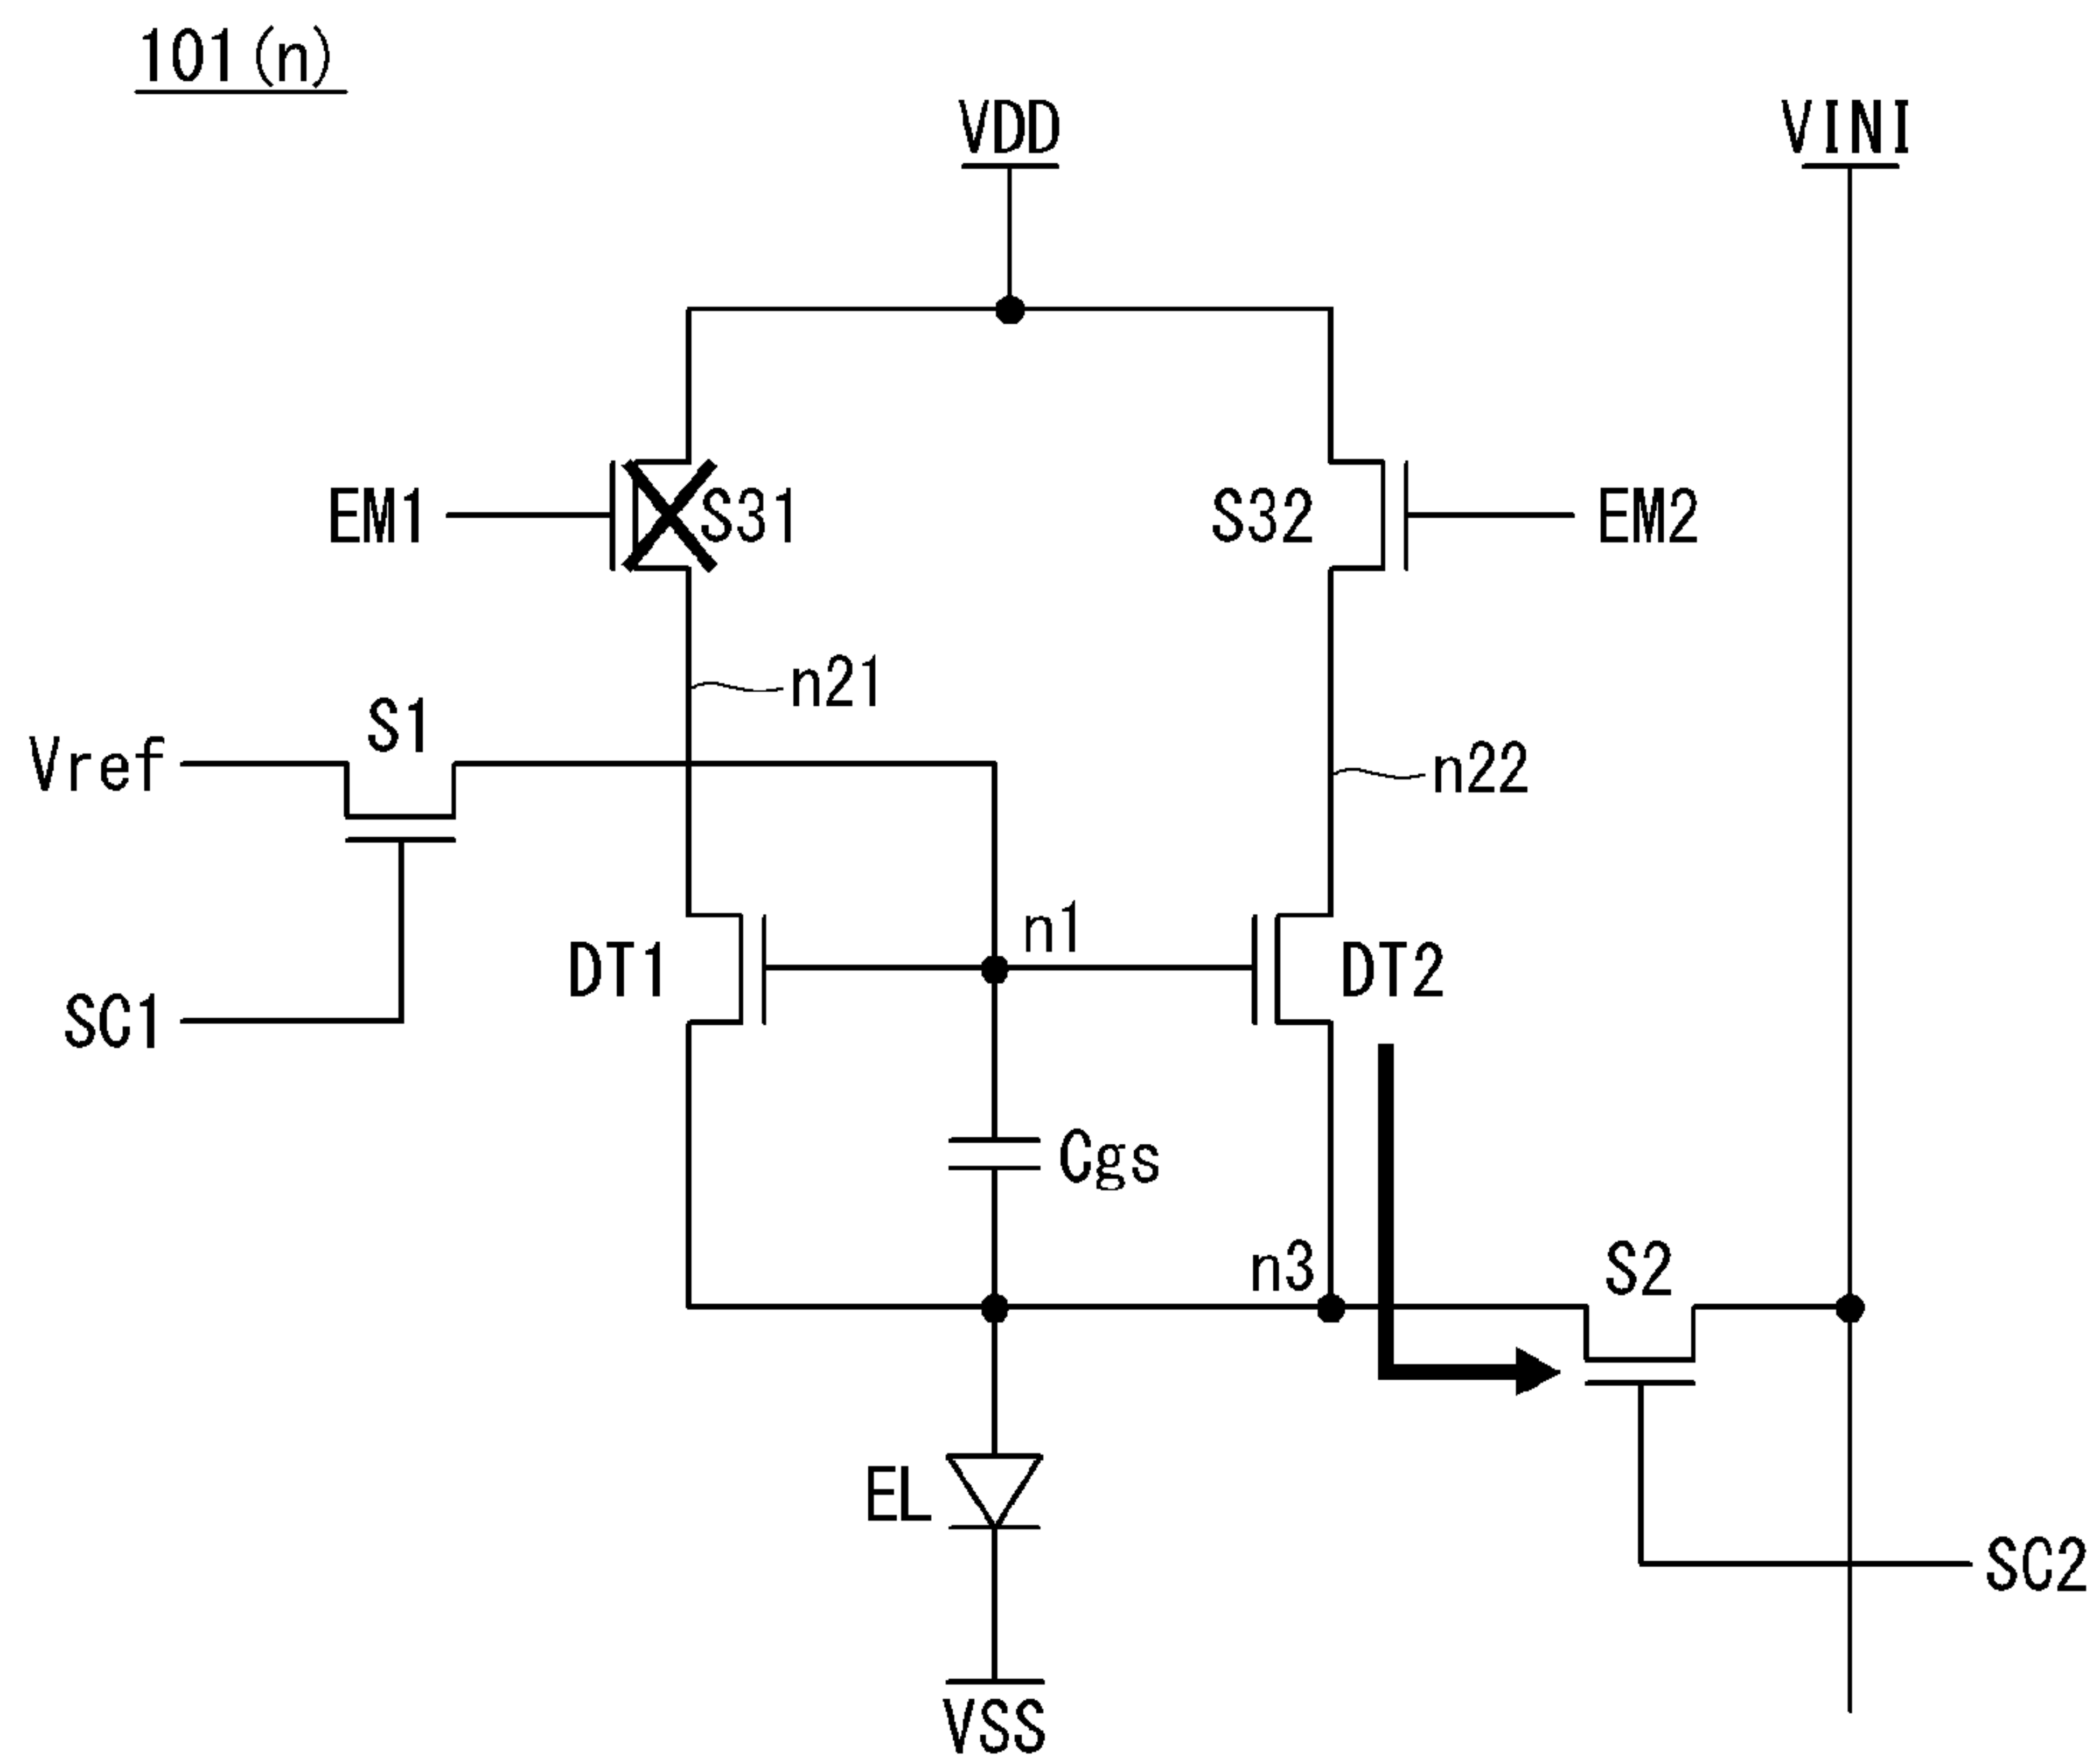 101(n)
VDD
VINI
EM1
S31
S32
EM2
n21
S1
Vref
n22
n1
DT1
DT2
SC1
Cgs
n3
S2
EL
SC2
VSS